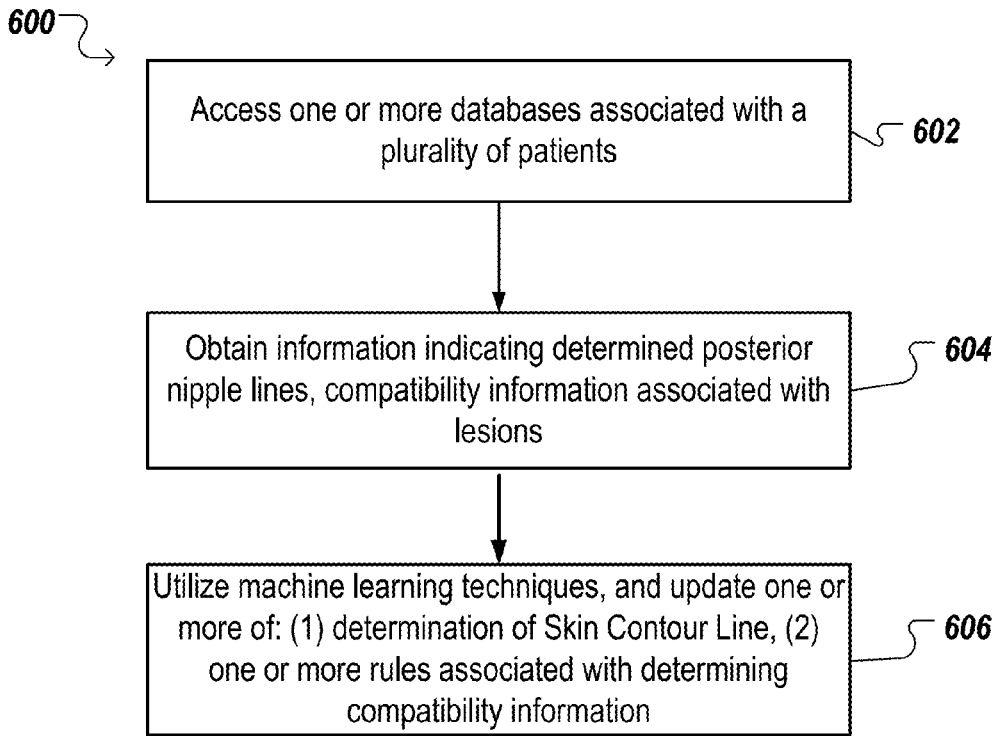 600
Access one or more databases associated with a
plurality of patients
602
Obtain information indicating determined posterior
nipple lines, compatibility information associated with
lesions
604
Utilize machine learning techniques, and update one or
more of: (1) determination of Skin Contour Line, (2)
one or more rules associated with determining
compatibility information
606